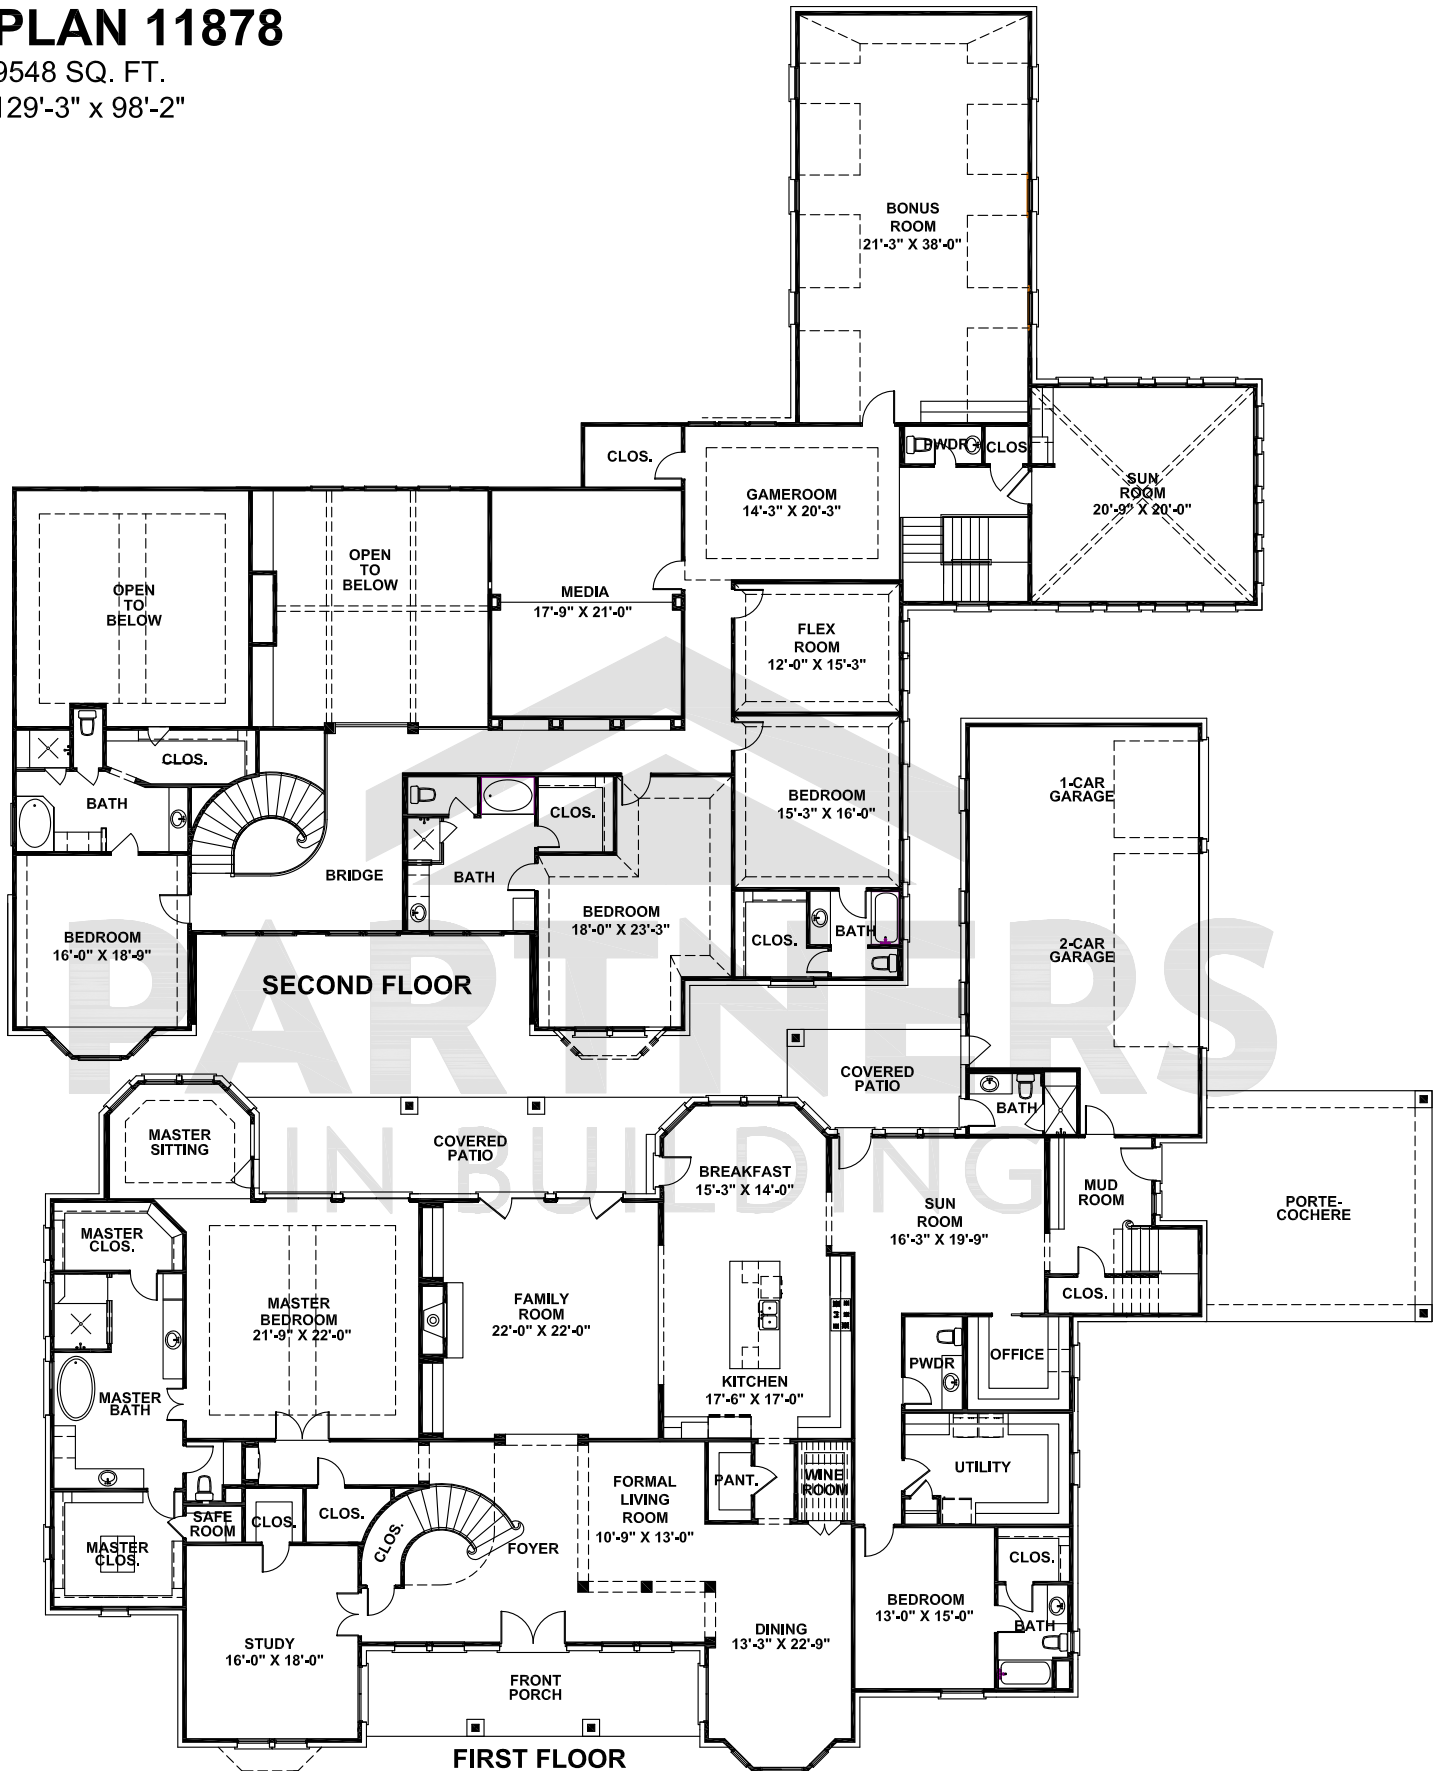 PLAN 11878
9548 SQ. FT.
129'-3" x 98'-2"
BONUS
ROOM
21'-3" X 38'-0"
CLOS.
PWDR
CLOS
GAMEROOM
14'-3" X 20'-3"
SUN
ROOM
20'-9" X 20'-0"
OPEN
TO
BELOW
OPEN
TO
BELOW
MEDIA
17'-9" X 21'-0"
FLEX
ROOM
12'-0" X 15'-3"
CLOS.
BATH
BEDROOM
16'-0" X 18'-9"
BRIDGE
BATH
CLOS.
BEDROOM
18'-0" X 23'-3"
BEDROOM
15'-3" X 16'-0"
CLOS.
BATH
SECOND FLOOR
1-CAR
GARAGE
2-CAR
GARAGE
PARTNERS
IN BUILDING
COVERED
PATIO
BATH
MASTER
SITTING
COVERED
PATIO
BREAKFAST
15'-3" X 14'-0"
SUN
ROOM
16'-3" X 19'-9"
MUD
ROOM
PORTE-
COCHERE
MASTER
CLOS.
CLOS.
MASTER
BEDROOM
21'-9" X 22'-0"
FAMILY
ROOM
22'-0" X 22'-0"
KITCHEN
17'-6" X 17'-0"
PWDR
OFFICE
MASTER
BATH
UTILITY
PANT.
WINE
ROOM
FORMAL
LIVING
ROOM
10'-9" X 13'-0"
SAFE
ROOM
CLOS.
CLOS.
CLOS.
FOYER
MASTER
CLOS.
CLOS.
BEDROOM
13'-0" X 15'-0"
BATH
STUDY
16'-0" X 18'-0"
DINING
13'-3" X 22'-9"
FRONT
PORCH
FIRST FLOOR